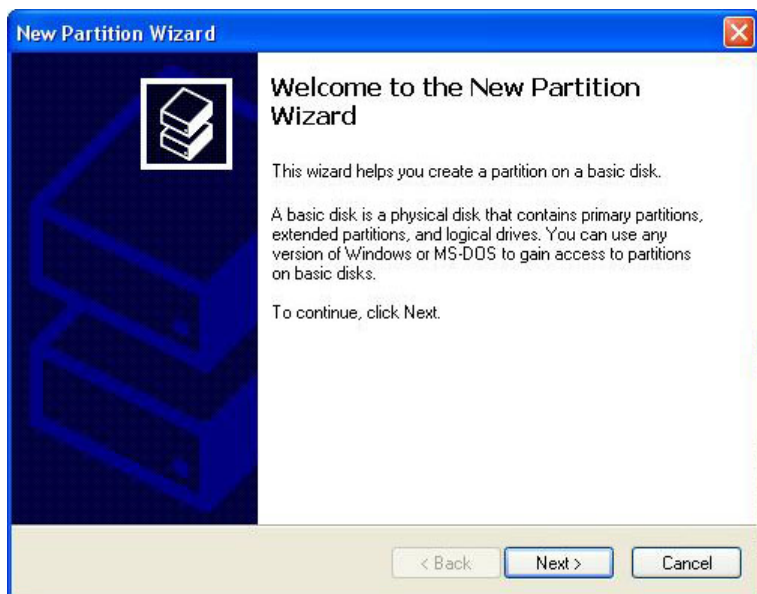 New Partition Wizard
Welcome to the New Partition
Wizard
This wizard helps you create a partition on a basic disk.
A basic disk is a physical disk that contains primary partitions,
extended partitions, and logical drives. You can use any
version of Windows or MS-DOS to gain access to partitions
on basic disks.
To continue, click Next.
< Back
Next >
Cancel